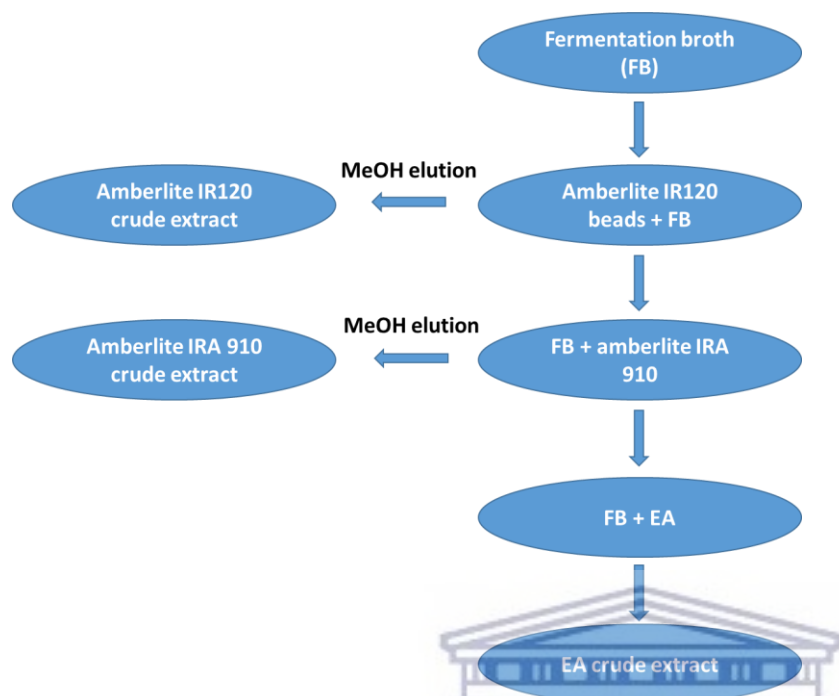 Fermentation broth
(FB)
MeOH elution
Amberlite IR120
crude extract
Amberlite IR120
beads + FB
MeOH elution
Amberlite IRA 910
crude extract
FB + amberlite IRA
910
FB + EA
EA crude extract